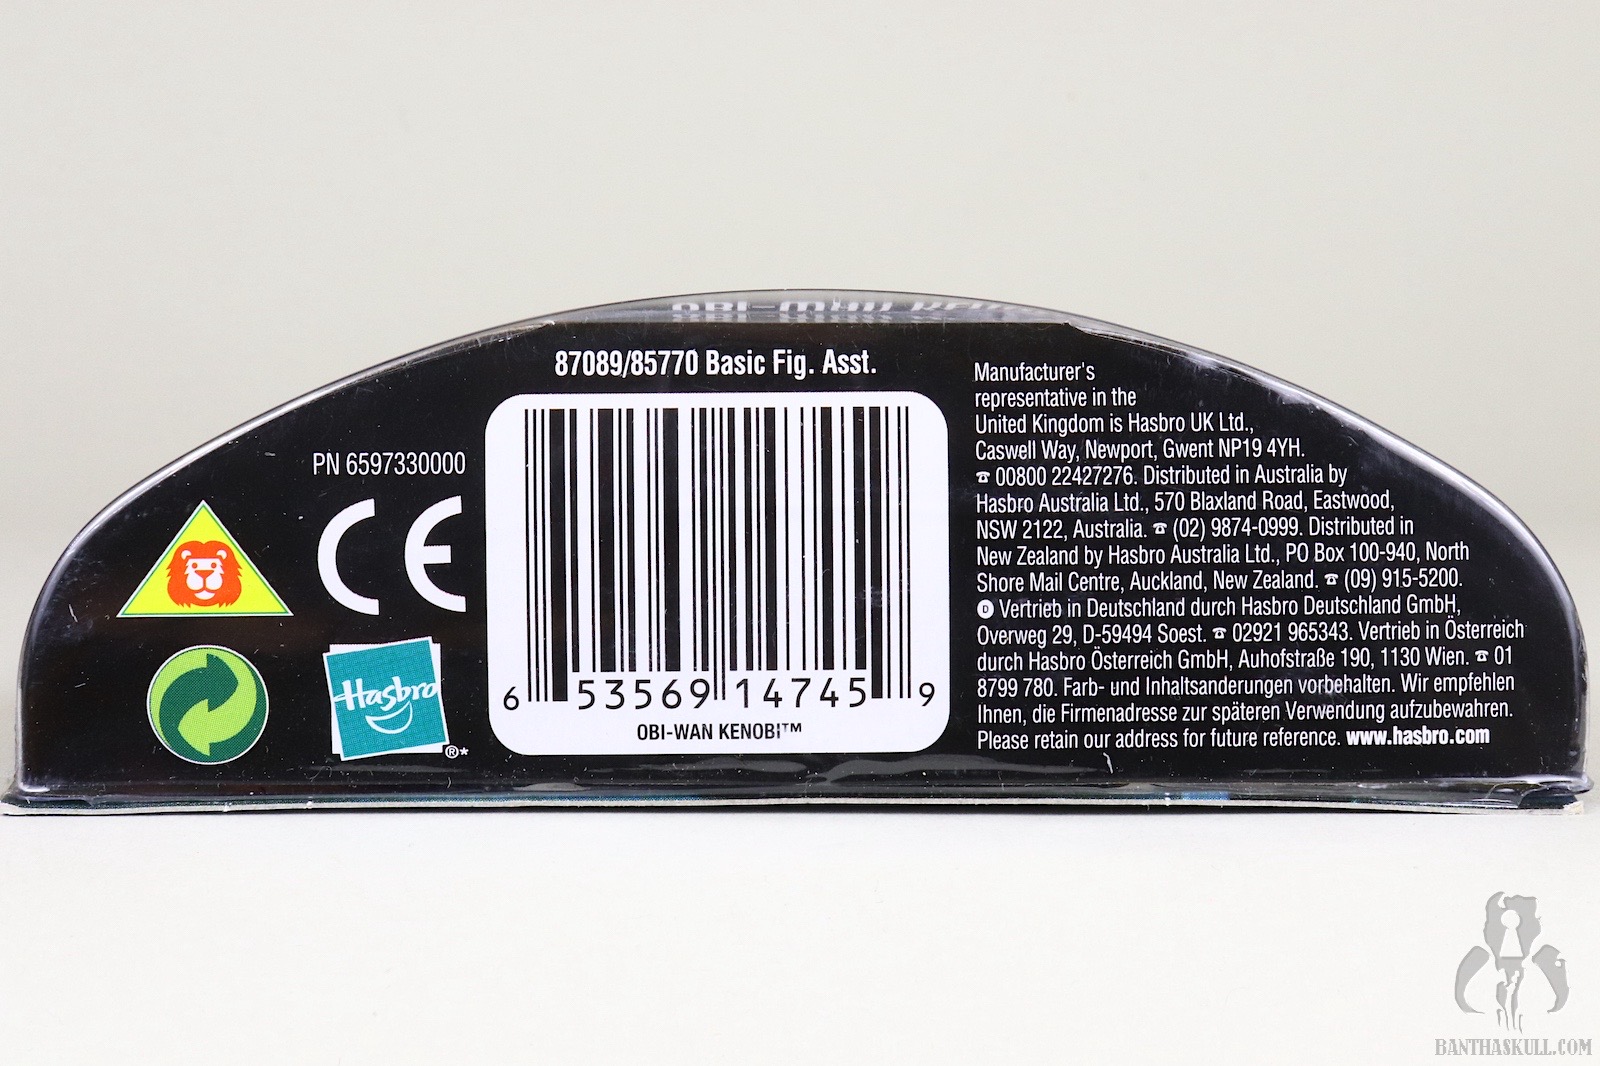 OBI-WAN KEN
87089/85770 Basic Fig. Asst.
PN 6597330000
CE
Hasbro
®*
6 53569 14745 9
OBI-WAN KENOBI™
Manufacturer's
representative in the
United Kingdom is Hasbro UK Ltd.,
Caswell Way, Newport, Gwent NP19 4YH.
☎ 00800 22427276. Distributed in Australia by
Hasbro Australia Ltd., 570 Blaxland Road, Eastwood,
NSW 2122, Australia. ☎ (02) 9874-0999. Distributed in
New Zealand by Hasbro Australia Ltd., PO Box 100-940, North
Shore Mail Centre, Auckland, New Zealand. ☎ (09) 915-5200.
D Vertrieb in Deutschland durch Hasbro Deutschland GmbH,
Overweg 29, D-59494 Soest. ☎ 02921 965343. Vertrieb in Österreich
durch Hasbro Österreich GmbH, Auhofstraße 190, 1130 Wien. ☎ 01
8799 780. Farb- und Inhaltsanderungen vorbehalten. Wir empfehlen
Ihnen, die Firmenadresse zur späteren Verwendung aufzubewahren.
Please retain our address for future reference. www.hasbro.com
BANTHASKULL.COM